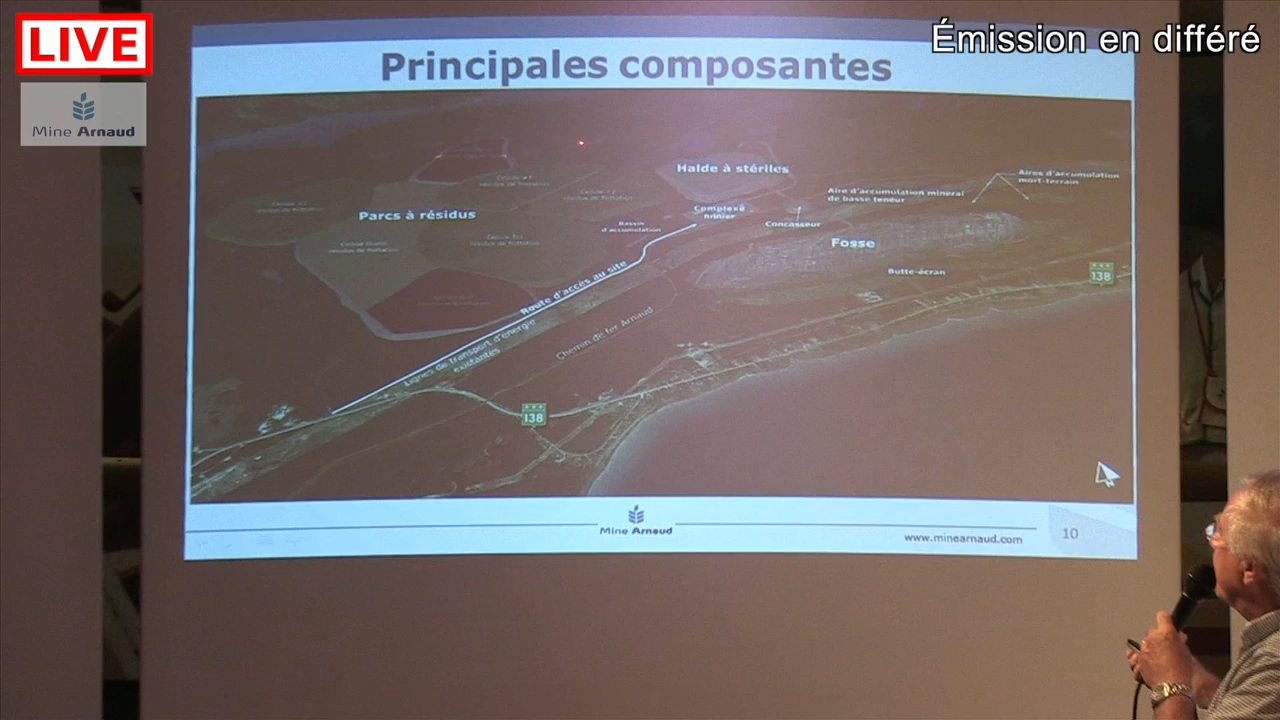 LIVE
Émission en différé
Mine Arnaud
Principales composantes
Halde à stériles
Aires d'accumulation
mort-terrain
Parcs à résidus
Aire d'accumulation minerai
de basse teneur
Complexe
minier
Bassin
d'accumulation
Concasseur
Fosse
Butte-écran
138
Route d'accès au site
Chemin de fer Arnaud
Lignes de transport d'énergie
existantes
138
Mine Arnaud
www.minearnaud.com
10